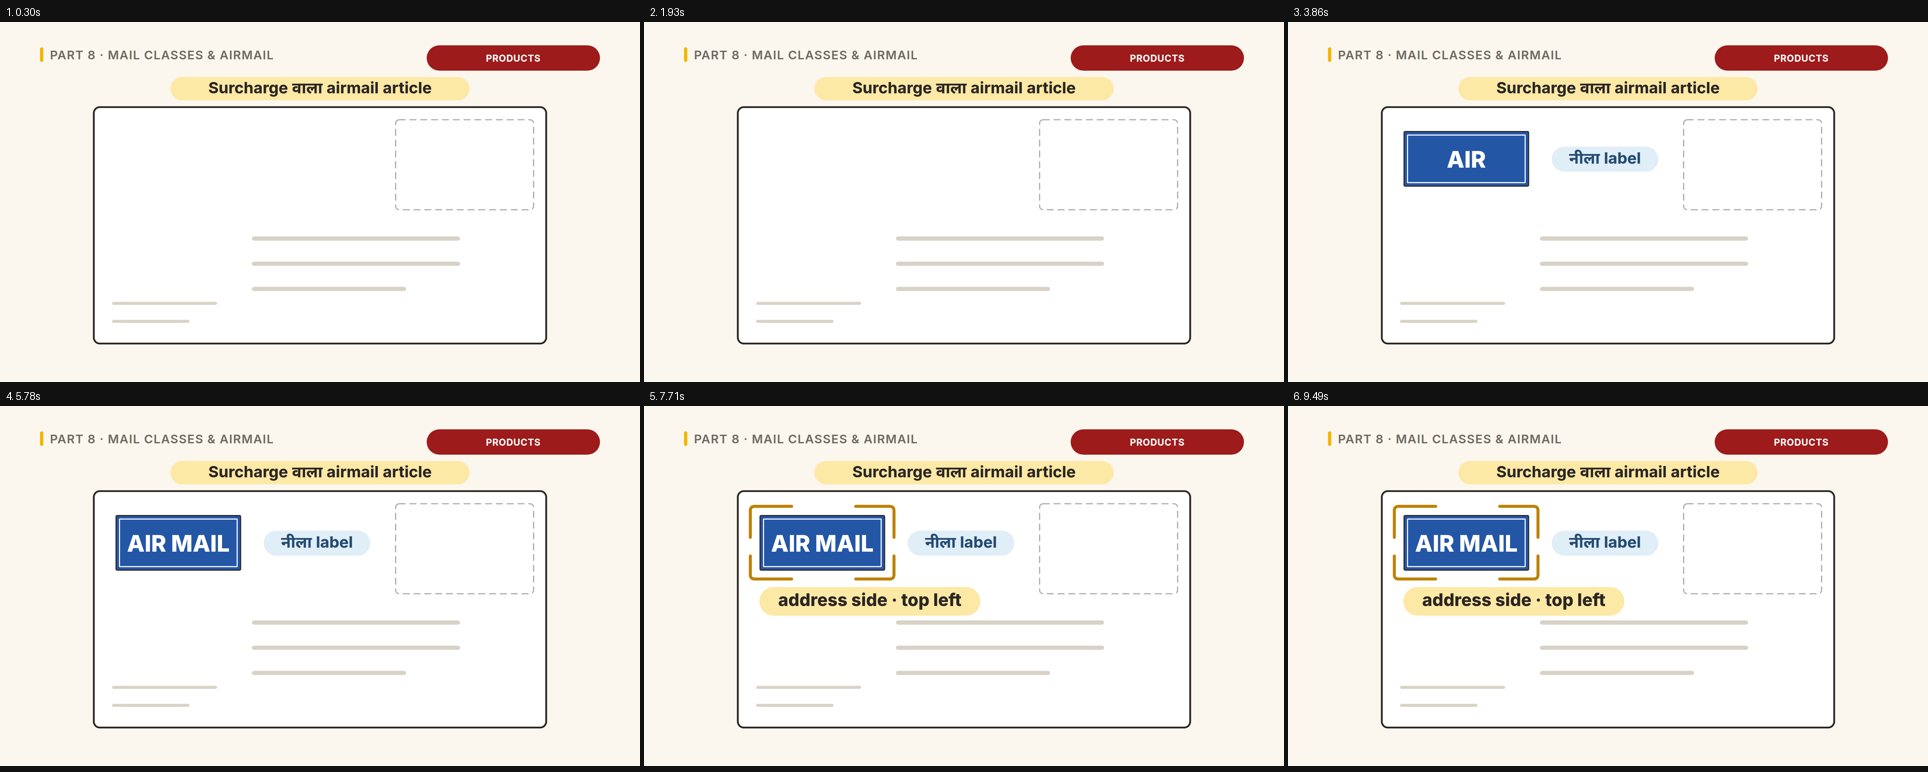 1. 0.30s
PART 8 · MAIL CLASSES & AIRMAIL
PRODUCTS
Surcharge वाला airmail article
2. 1.93s
PART 8 · MAIL CLASSES & AIRMAIL
PRODUCTS
Surcharge वाला airmail article
3. 3.86s
PART 8 · MAIL CLASSES & AIRMAIL
PRODUCTS
Surcharge वाला airmail article
AIR
नीला label
4. 5.78s
PART 8 · MAIL CLASSES & AIRMAIL
PRODUCTS
Surcharge वाला airmail article
AIR MAIL
नीला label
5. 7.71s
PART 8 · MAIL CLASSES & AIRMAIL
PRODUCTS
Surcharge वाला airmail article
AIR MAIL
नीला label
address side · top left
6. 9.49s
PART 8 · MAIL CLASSES & AIRMAIL
PRODUCTS
Surcharge वाला airmail article
AIR MAIL
नीला label
address side · top left